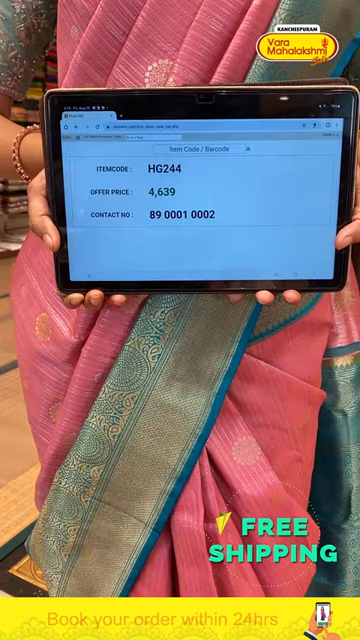 KANCHEEPURAM
Vara
Mahalakshmi
Silks
Item Code / Barcode
ITEMCODE : HG244
OFFER PRICE : 4,639
CONTACT NO : 89 0001 0002
FREE
SHIPPING
Book your order within 24hrs